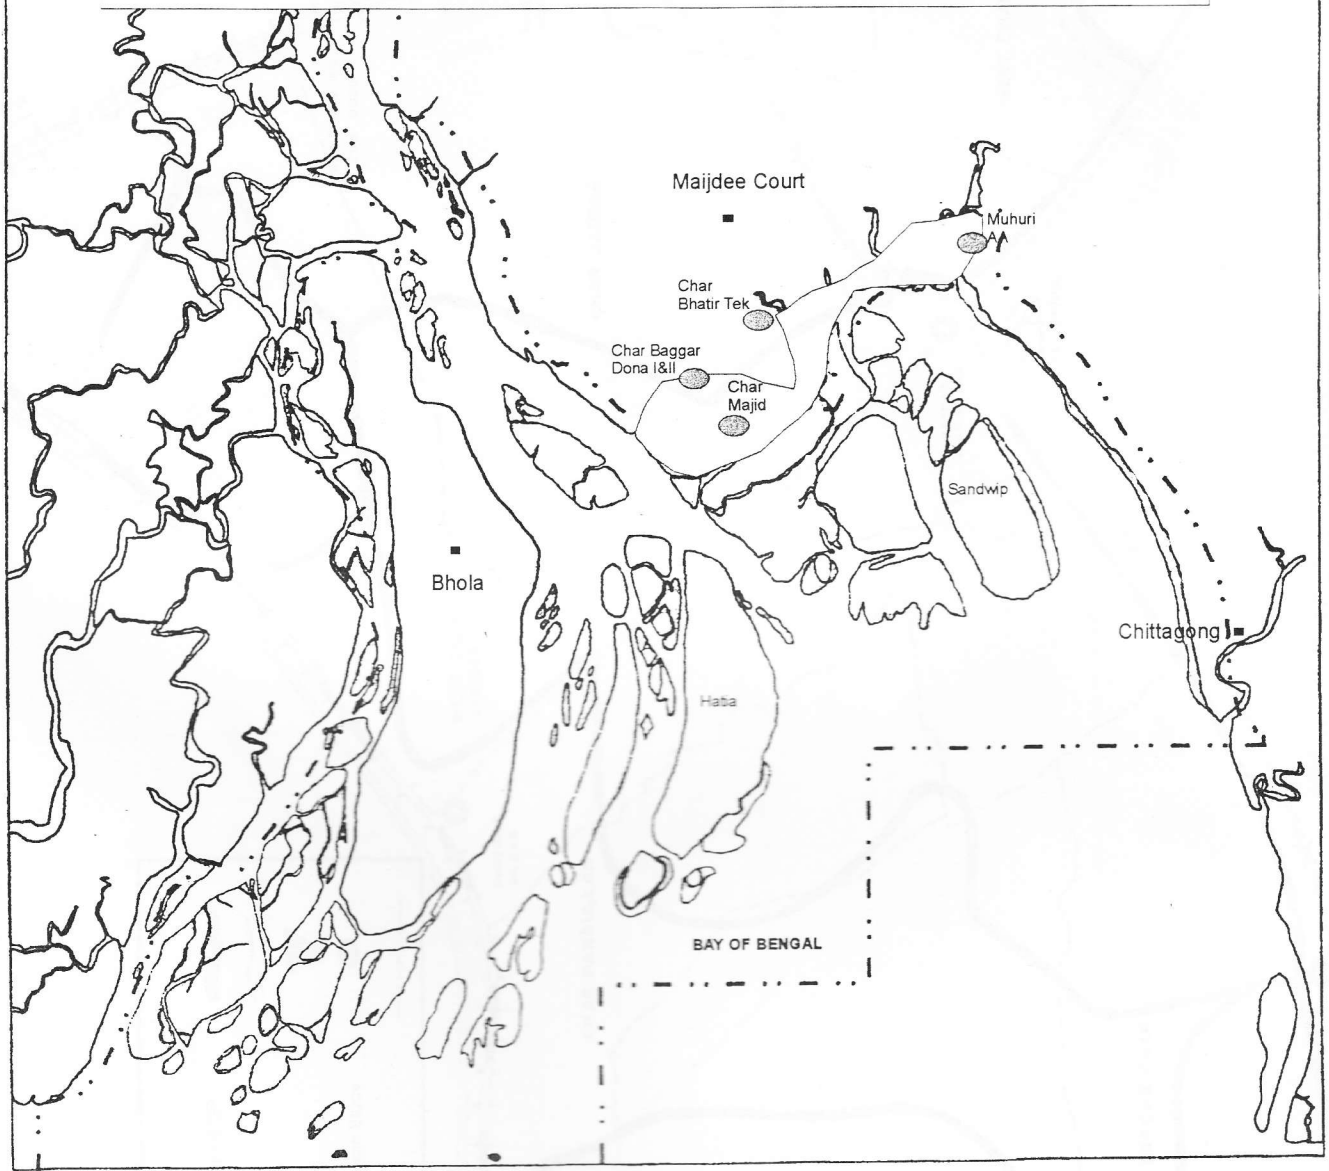 Maijdee Court
Muhuri
AA
Char
Bhatir Tek
Char Baggar
Dona I&II
Char
Majid
Sandwip
Bhola
Chittagong
Hatia
BAY OF BENGAL